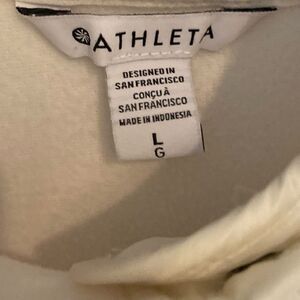 ATHLETA
DESIGNED IN
SAN FRANCISCO
CONÇU À
SAN FRANCISCO
MADE IN INDONESIA
L
G